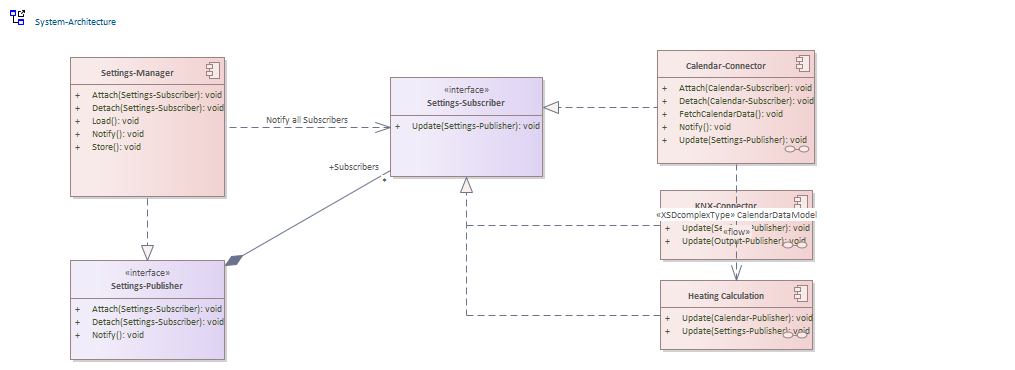 System-Architecture
Settings-Manager
+ Attach(Settings-Subscriber): void
+ Detach(Settings-Subscriber): void
+ Load(): void
+ Notify(): void
+ Store(): void
Notify all Subscribers
«interface»
Settings-Subscriber
+ Update(Settings-Publisher): void
+Subscribers
*
«interface»
Settings-Publisher
+ Attach(Settings-Subscriber): void
+ Detach(Settings-Subscriber): void
+ Notify(): void
Calendar-Connector
+ Attach(Calendar-Subscriber): void
+ Detach(Calendar-Subscriber): void
+ FetchCalendarData(): void
+ Notify(): void
+ Update(Settings-Publisher): void
KNX-Connector
«XSDcomplexType» CalendarDataModel
+ Update(Se ublisher): void
«flow»
+ Update(Output-Publisher): void
Heating Calculation
+ Update(Calendar-Publisher): void
+ Update(Settings-Publisher): void